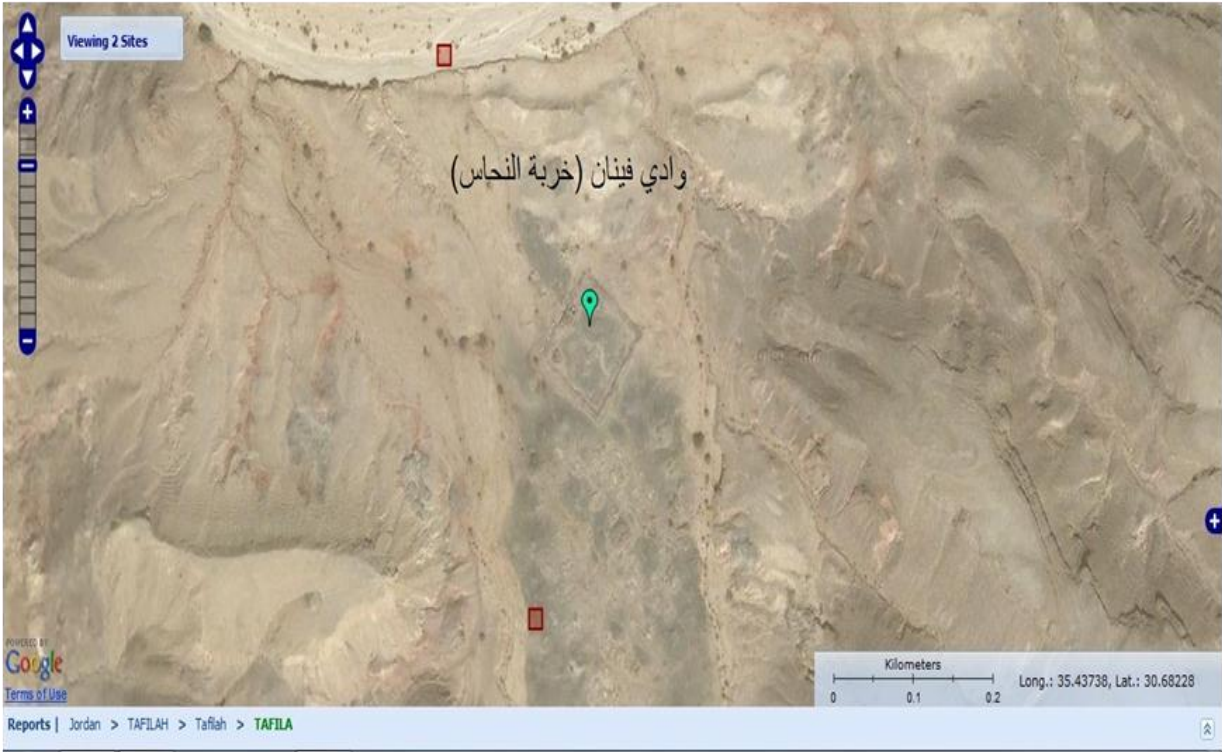 Viewing 2 Sites
وادي فينان (خربة النحاس)
POWERED BY
Google
Terms of Use
Kilometers
0 0.1 0.2
Long.: 35.43738, Lat.: 30.68228
Reports | Jordan > TAFILAH > Tafilah > TAFILA